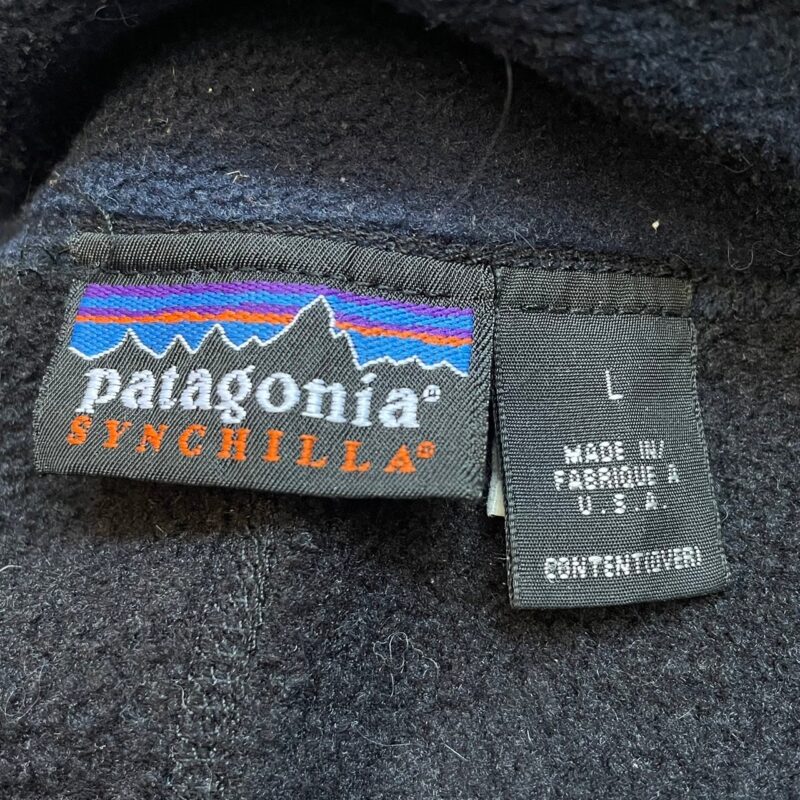 patagonia®
SYNCHILLA®
L
MADE IN/
FABRIQUE A
U.S.A.
CONTENT(OVER)